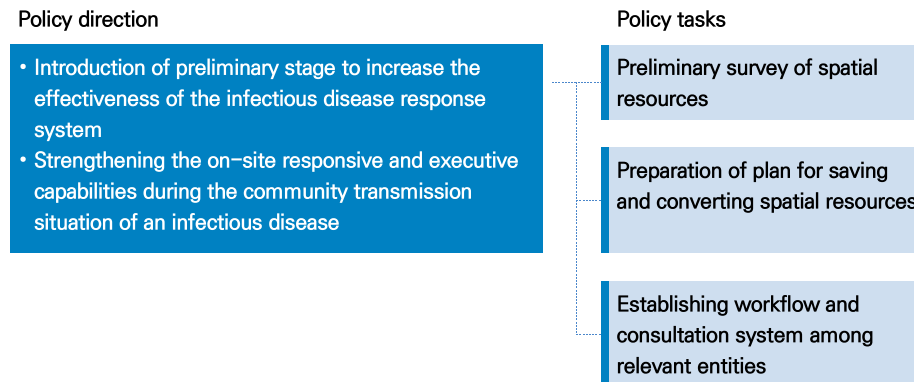 Policy direction
• Introduction of preliminary stage to increase the
effectiveness of the infectious disease response
system
• Strengthening the on-site responsive and executive
capabilities during the community transmission
situation of an infectious disease
Policy tasks
Preliminary survey of spatial
resources
Preparation of plan for saving
and converting spatial resources
Establishing workflow and
consultation system among
relevant entities